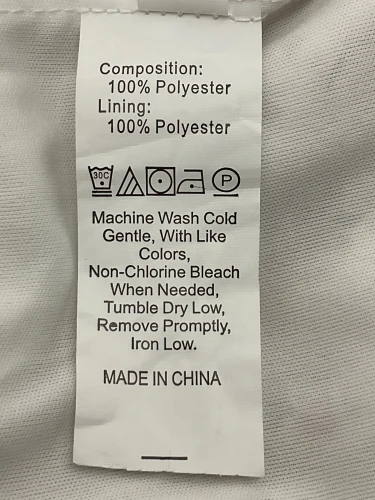 Composition:
100% Polyester
Lining:
100% Polyester
30C P
Machine Wash Cold
Gentle, With Like
Colors,
Non-Chlorine Bleach
When Needed,
Tumble Dry Low,
Remove Promptly,
Iron Low.
MADE IN CHINA